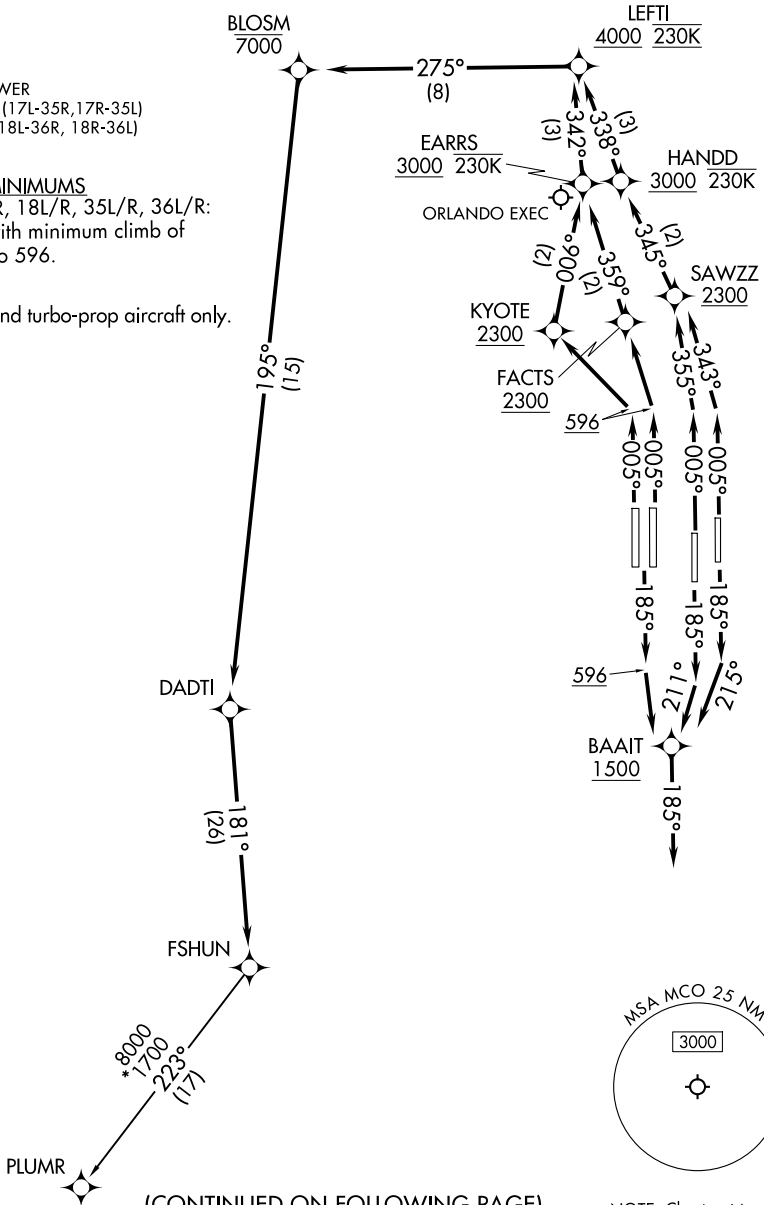 BLOSM
7000
LEFTI
4000 230K
275°
(8)
WER
(17L-35R,17R-35L)
18L-36R, 18R-36L)
342°
(3)
338°
(3)
EARRS
3000 230K
HANDD
3000 230K
MINIMUMS
R, 18L/R, 35L/R, 36L/R:
ith minimum climb of
o 596.
ORLANDO EXEC
nd turbo-prop aircraft only.
006°
(2)
359°
(2)
345°
(2)
SAWZZ
2300
KYOTE
2300
FACTS
2300
195°
(15)
355°
343°
596
005°
005°
005°
005°
185°
185°
185°
596
211°
215°
DADTI
BAAIT
1500
185°
181°
(26)
FSHUN
*8000
1700
223°
(17)
MSA MCO 25 NM
3000
PLUMR
(CONTINUED ON FOLLOWING PAGE)